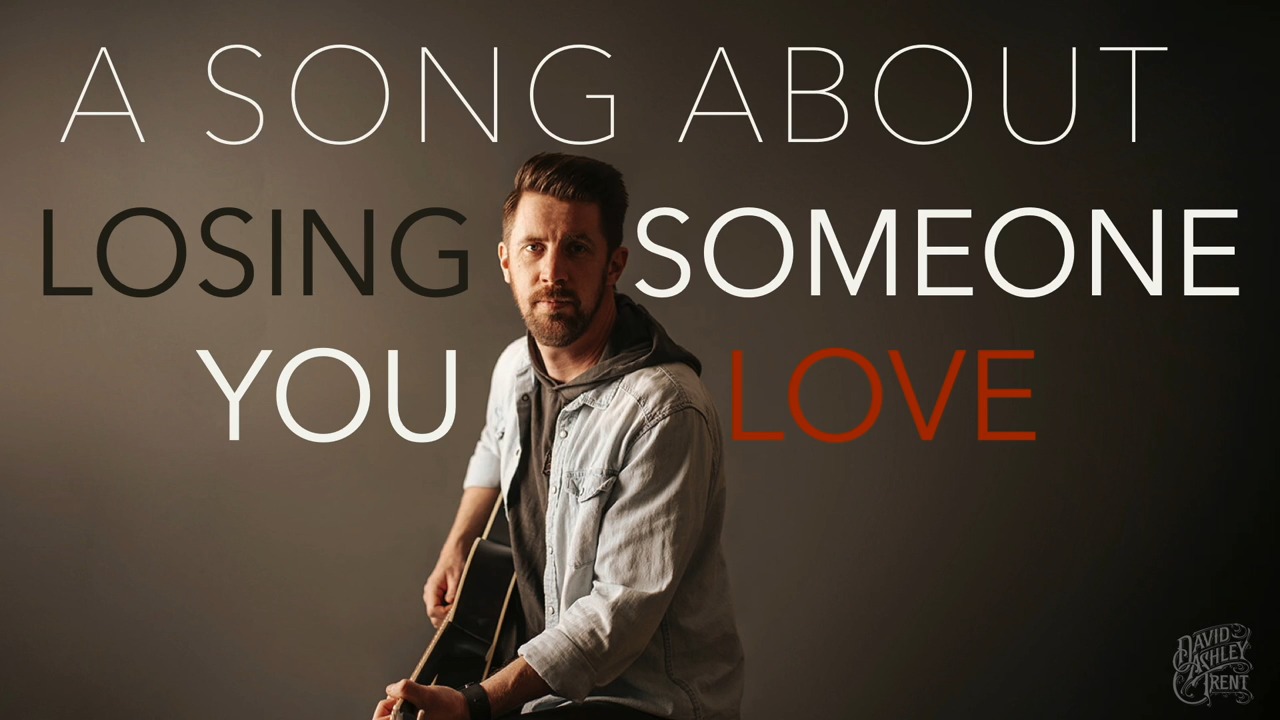 A SONG ABOUT
LOSING SOMEONE
YOU LOVE
DAVID
ASHLEY
TRENT